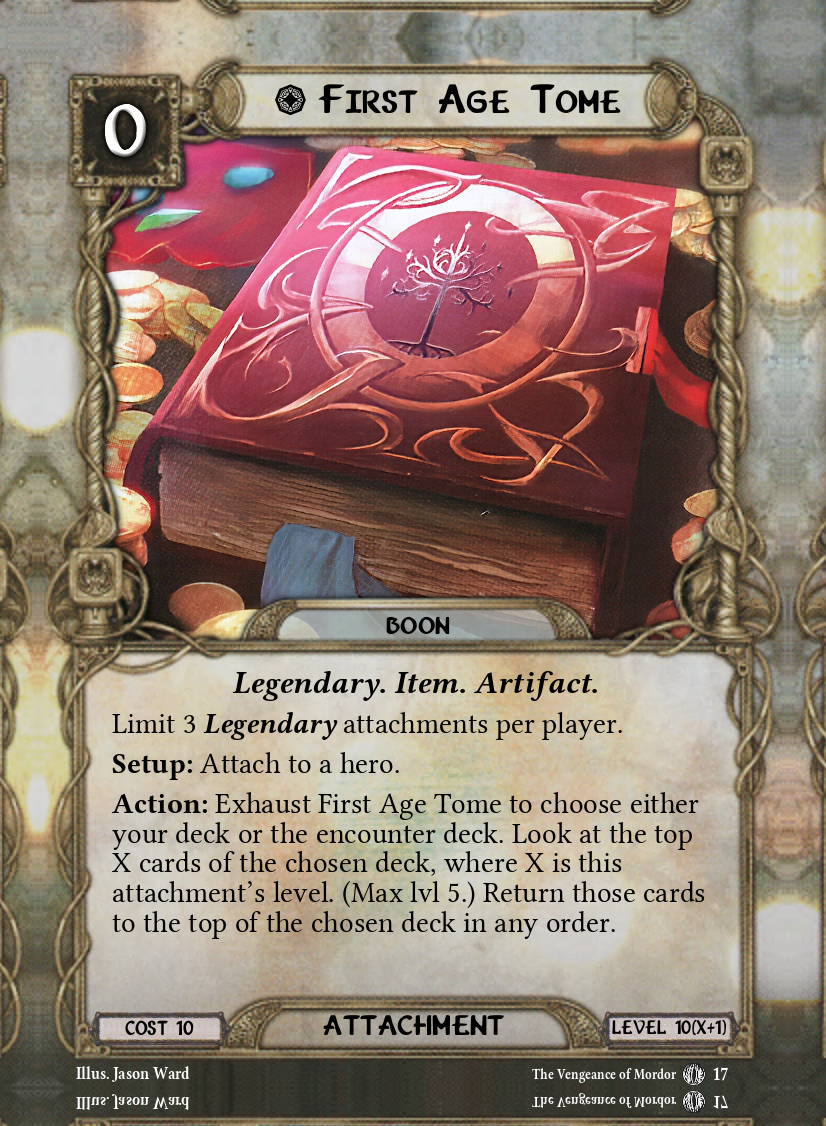 0
First Age Tome
BOON
Legendary. Item. Artifact.
Limit 3 Legendary attachments per player.
Setup: Attach to a hero.
Action: Exhaust First Age Tome to choose either
your deck or the encounter deck. Look at the top
X cards of the chosen deck, where X is this
attachment's level. (Max lvl 5.) Return those cards
to the top of the chosen deck in any order.
COST 10
ATTACHMENT
LEVEL 10(X+1)
Illus. Jason Ward
The Vengeance of Mordor 17
Illus. Jason Ward
The Vengeance of Mordor 17